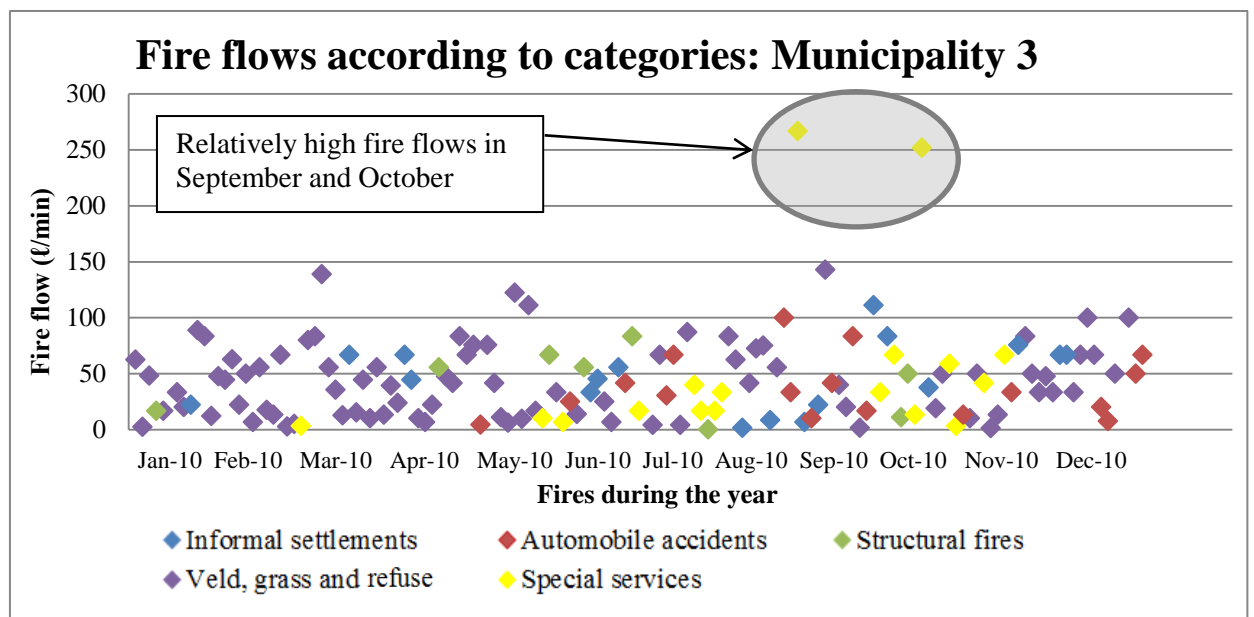 Fire flows according to categories: Municipality 3
300
250
200
150
100
50
0
Fire flow (ℓ/min)
Relatively high fire flows in
September and October
Jan-10 Feb-10 Mar-10 Apr-10 May-10 Jun-10 Jul-10 Aug-10 Sep-10 Oct-10 Nov-10 Dec-10
Fires during the year
Informal settlements Automobile accidents Structural fires
Veld, grass and refuse Special services